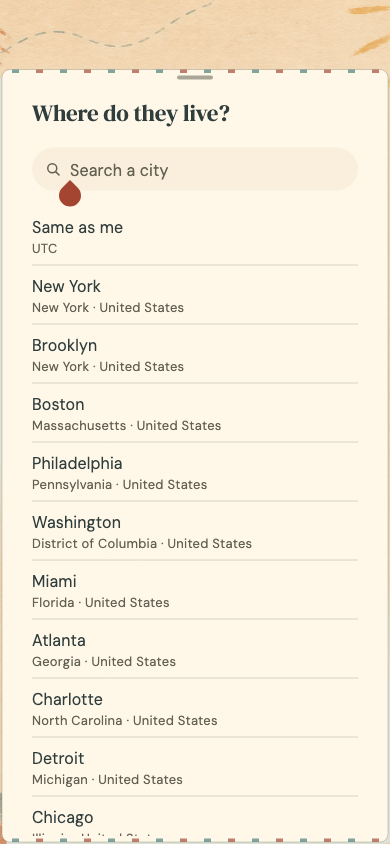 Where do they live?
Search a city
Same as me
UTC
New York
New York · United States
Brooklyn
New York · United States
Boston
Massachusetts · United States
Philadelphia
Pennsylvania · United States
Washington
District of Columbia · United States
Miami
Florida · United States
Atlanta
Georgia · United States
Charlotte
North Carolina · United States
Detroit
Michigan · United States
Chicago